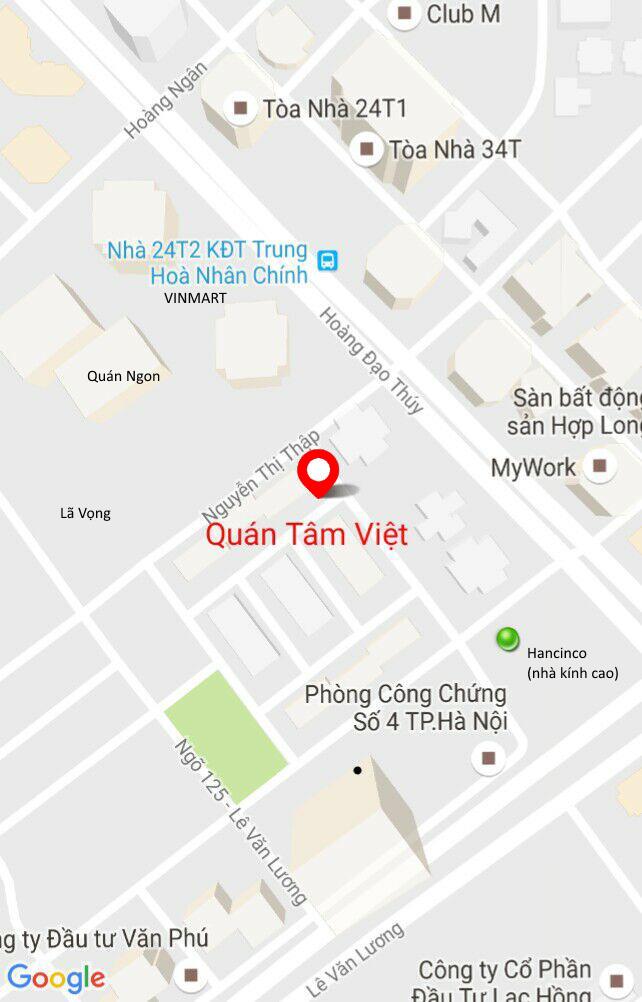 Club M
Hoàng Ngân
Tòa Nhà 24T1
Tòa Nhà 34T
Nhà 24T2 KĐT Trung
Hoà Nhân Chính
VINMART
Hoàng Đạo Thúy
Quán Ngon
Sàn bất động
sản Hợp Long
Nguyễn Thị Thập
MyWork
Lã Vọng
Quán Tâm Việt
Hancinco
(nhà kính cao)
Phòng Công Chứng
Số 4 TP.Hà Nội
Ngõ 125 - Lê Văn Lương
ng ty Đầu tư Văn Phú
Lê Văn Lương
Google
Công ty Cổ Phần
Đầu Tư Lạc Hồng